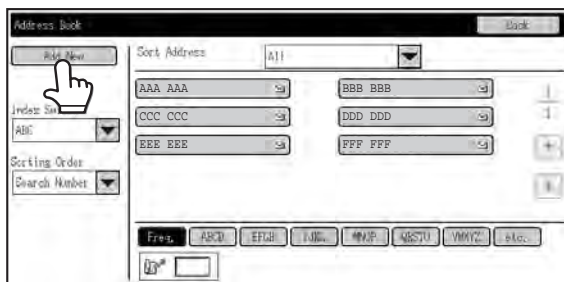 Address Book
Back
Add New
Sort Address
All
AAA AAA
BBB BBB
CCC CCC
DDD DDD
EEE EEE
FFF FFF
1
1
ABC
Sorting Order
Search Number
Freq.
ABCD
EFGH
IJKL
MNOP
QRSTU
VWXYZ
etc.